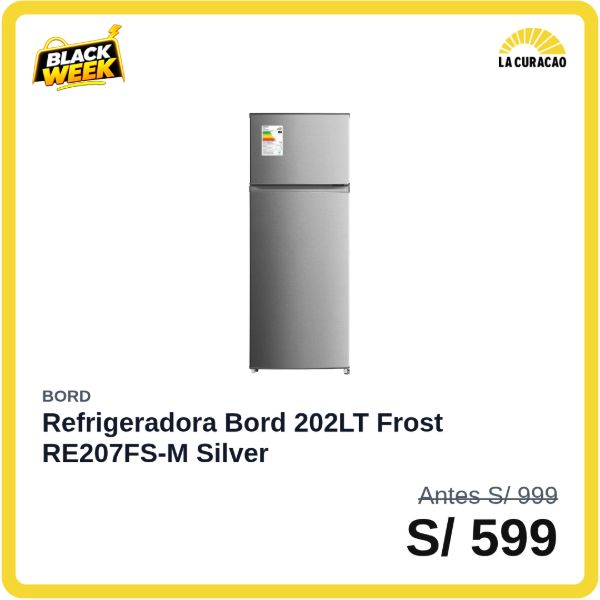 BLACK
WEEK
LA CURACAO
BORD
Refrigeradora Bord 202LT Frost
RE207FS-M Silver
Antes S/ 999
S/ 599